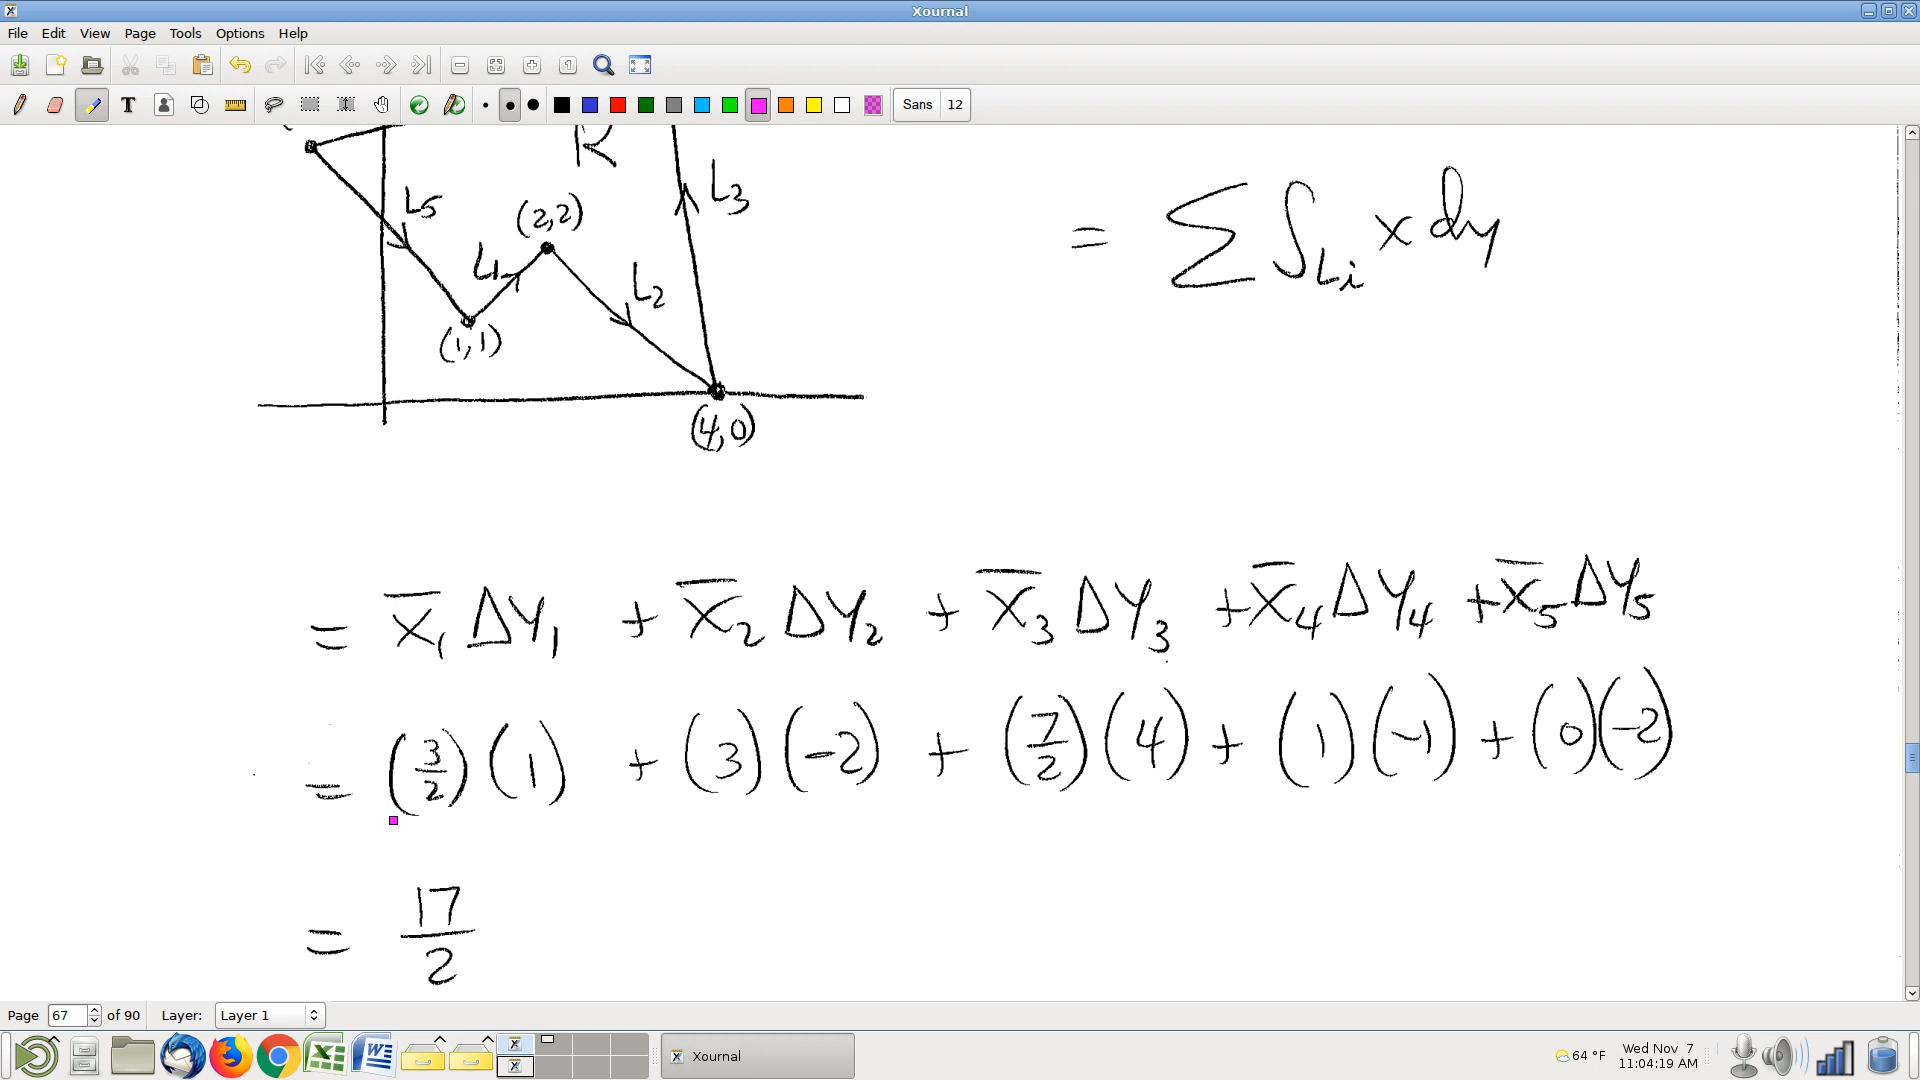 Xournal
File Edit View Page Tools Options Help
Sans 12
R
L5
(2,2)
L3
L1
L2
(1,1)
(4,0)
= ∑ ∫Li x dy
= x̄₁ ΔY₁ + x̄₂ ΔY₂ + x̄₃ ΔY₃ + x̄₄ ΔY₄ + x̄₅ ΔY₅
= (3/2)(1) + (3)(-2) + (7/2)(4) + (1)(-1) + (0)(-2)
= 17/2
Page 67 of 90 Layer: Layer 1
Xournal
64 °F
Wed Nov 7
11:04:19 AM